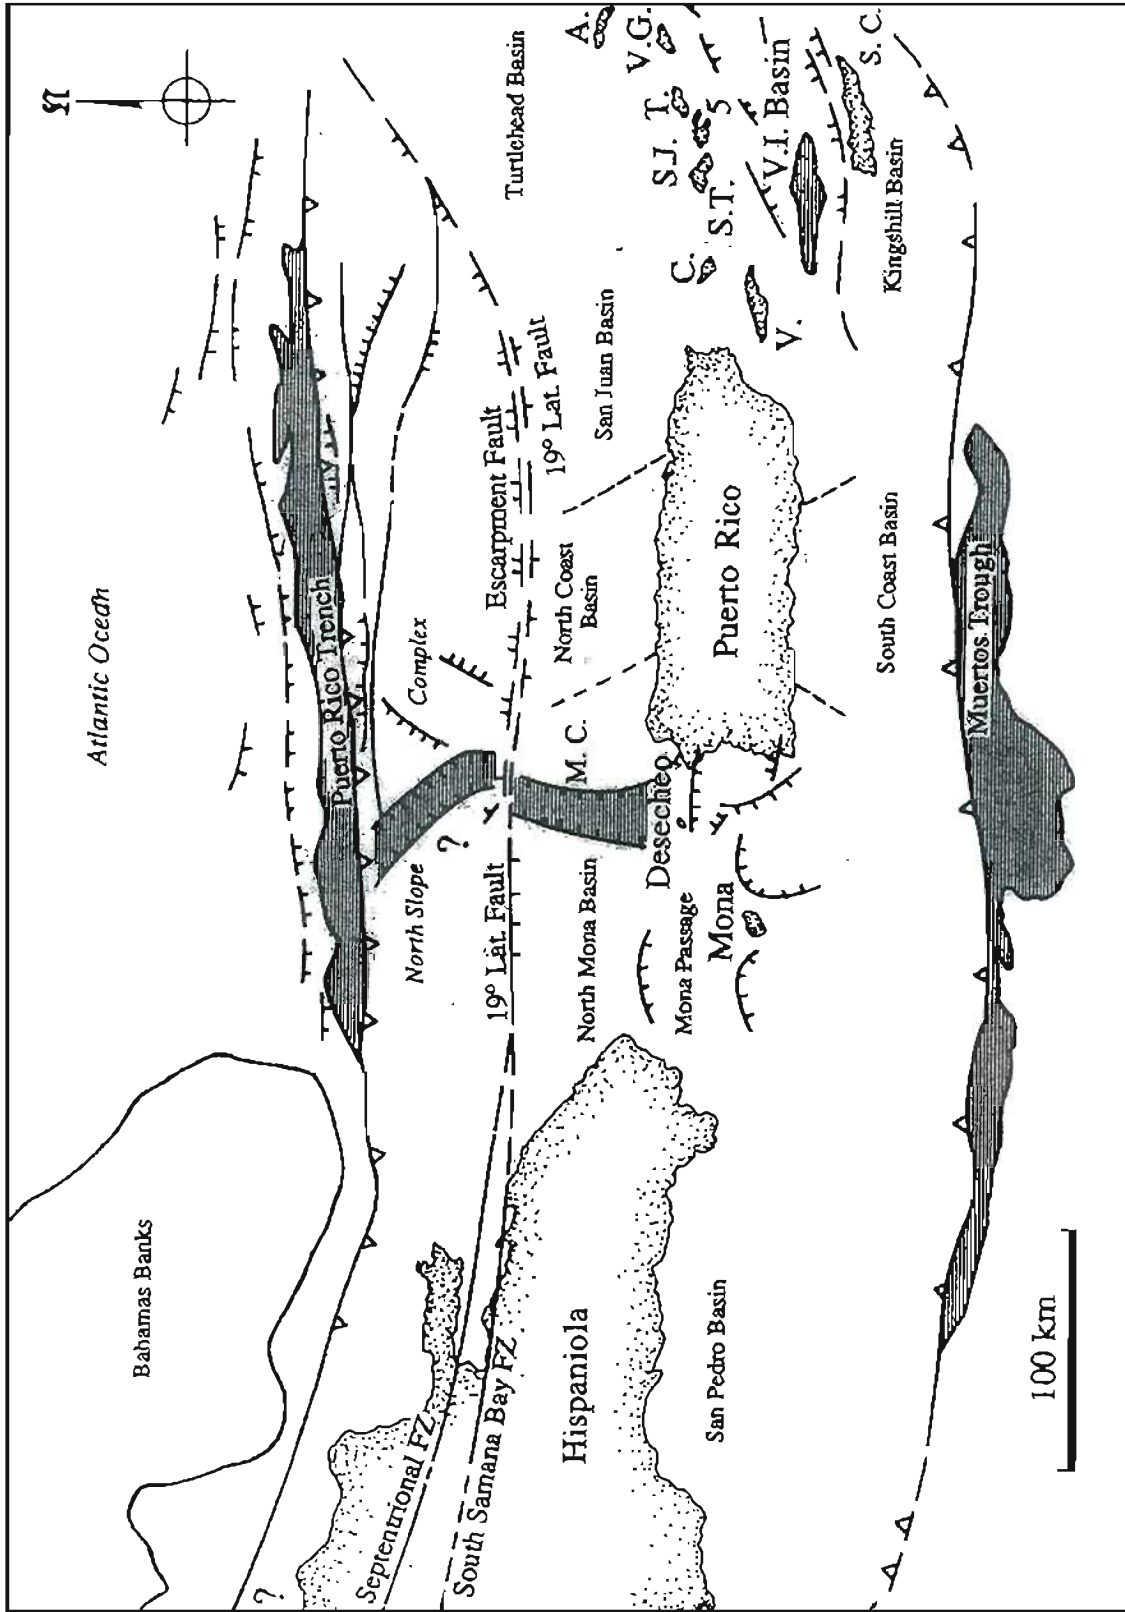 N
Atlantic Ocean
Bahamas Banks
Puerto Rico Trench
?
North Slope
?
Complex
Septentrional FZ
South Samana Bay FZ
19° Lat. Fault
Escarpment Fault
19° Lat. Fault
Turtlehead Basin
Hispaniola
North Mona Basin
M. C.
North Coast
Basin
San Juan Basin
A.
V.G.
T.
S.J.
5
S.T.
C.
V.
V.I. Basin
S. C.
Desecheo
Mona Passage
Mona
Puerto Rico
San Pedro Basin
South Coast Basin
Kingshill Basin
Muertos Trough
100 km